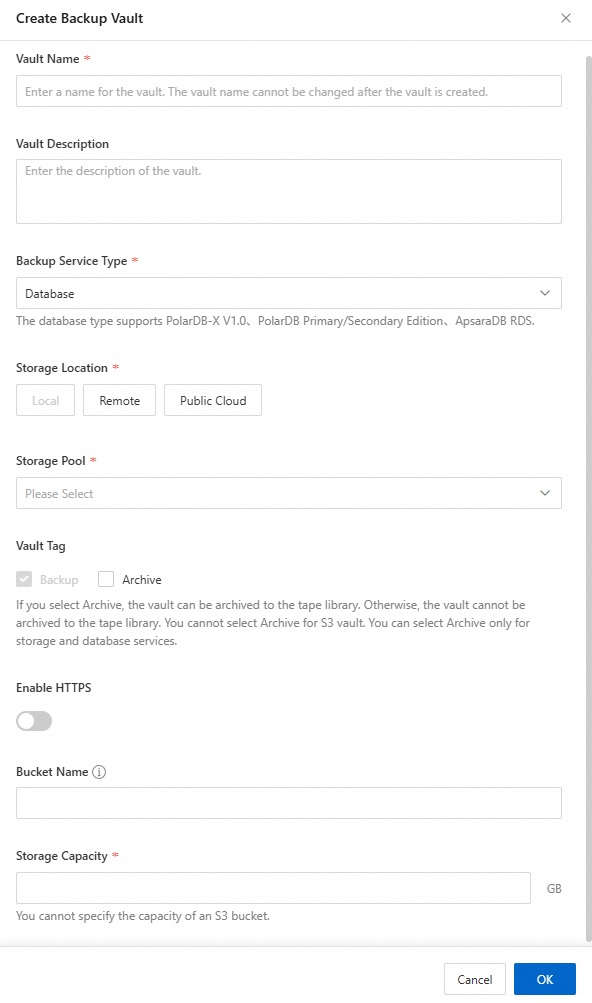 Create Backup Vault
Vault Name *
Enter a name for the vault. The vault name cannot be changed after the vault is created.
Vault Description
Enter the description of the vault.
Backup Service Type *
Database
The database type supports PolarDB-X V1.0、PolarDB Primary/Secondary Edition、ApsaraDB RDS.
Storage Location *
Local Remote Public Cloud
Storage Pool *
Please Select
Vault Tag
Backup Archive
If you select Archive, the vault can be archived to the tape library. Otherwise, the vault cannot be
archived to the tape library. You cannot select Archive for S3 vault. You can select Archive only for
storage and database services.
Enable HTTPS
Bucket Name
Storage Capacity *
GB
You cannot specify the capacity of an S3 bucket.
Cancel OK